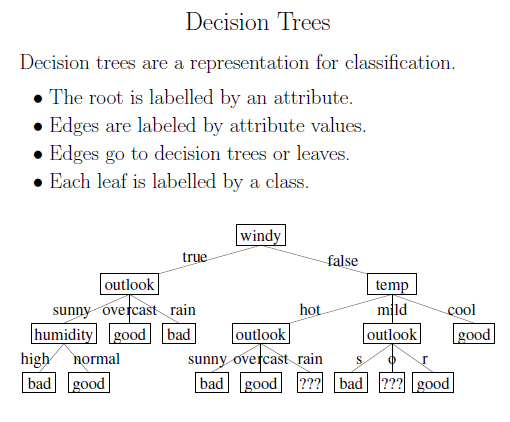 Decision Trees
Decision trees are a representation for classification.
• The root is labelled by an attribute.
• Edges are labeled by attribute values.
• Edges go to decision trees or leaves.
• Each leaf is labelled by a class.
windy
true false
outlook temp
sunny overcast rain hot mild cool
humidity good bad outlook outlook good
high normal sunny overcast rain s o r
bad good bad good ??? bad ??? good